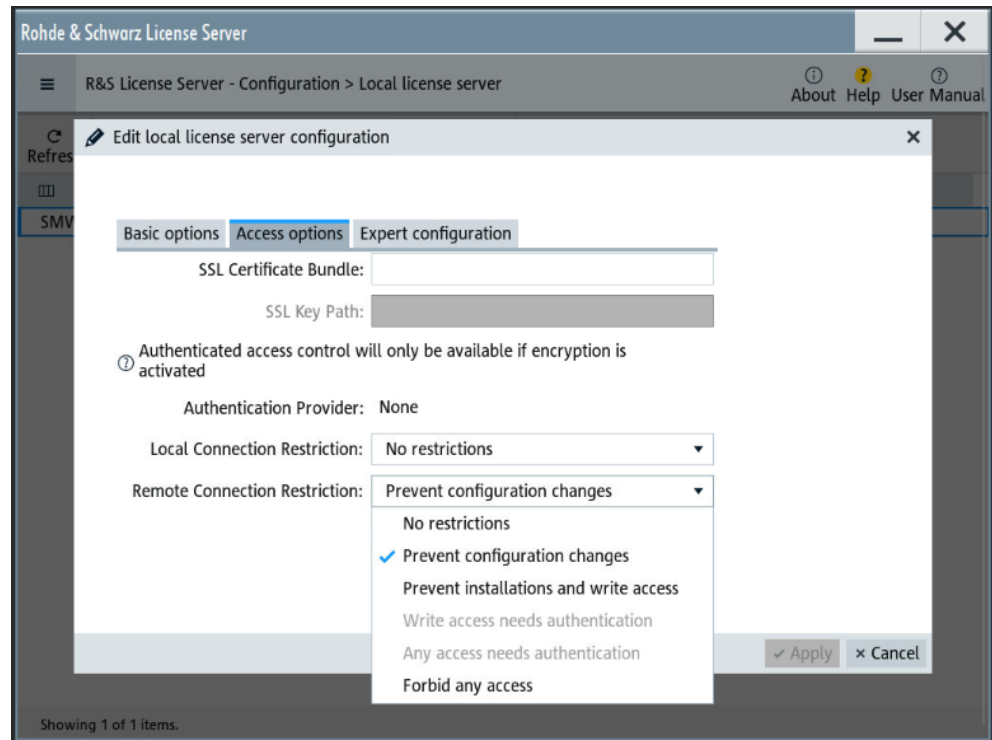 Rohde & Schwarz License Server
R&S License Server - Configuration > Local license server
About Help User Manual
Refres
Edit local license server configuration
SMW
Basic options Access options Expert configuration
SSL Certificate Bundle:
SSL Key Path:
Authenticated access control will only be available if encryption is
activated
Authentication Provider: None
Local Connection Restriction: No restrictions
Remote Connection Restriction: Prevent configuration changes
No restrictions
Prevent configuration changes
Prevent installations and write access
Write access needs authentication
Any access needs authentication
Forbid any access
Apply × Cancel
Showing 1 of 1 items.